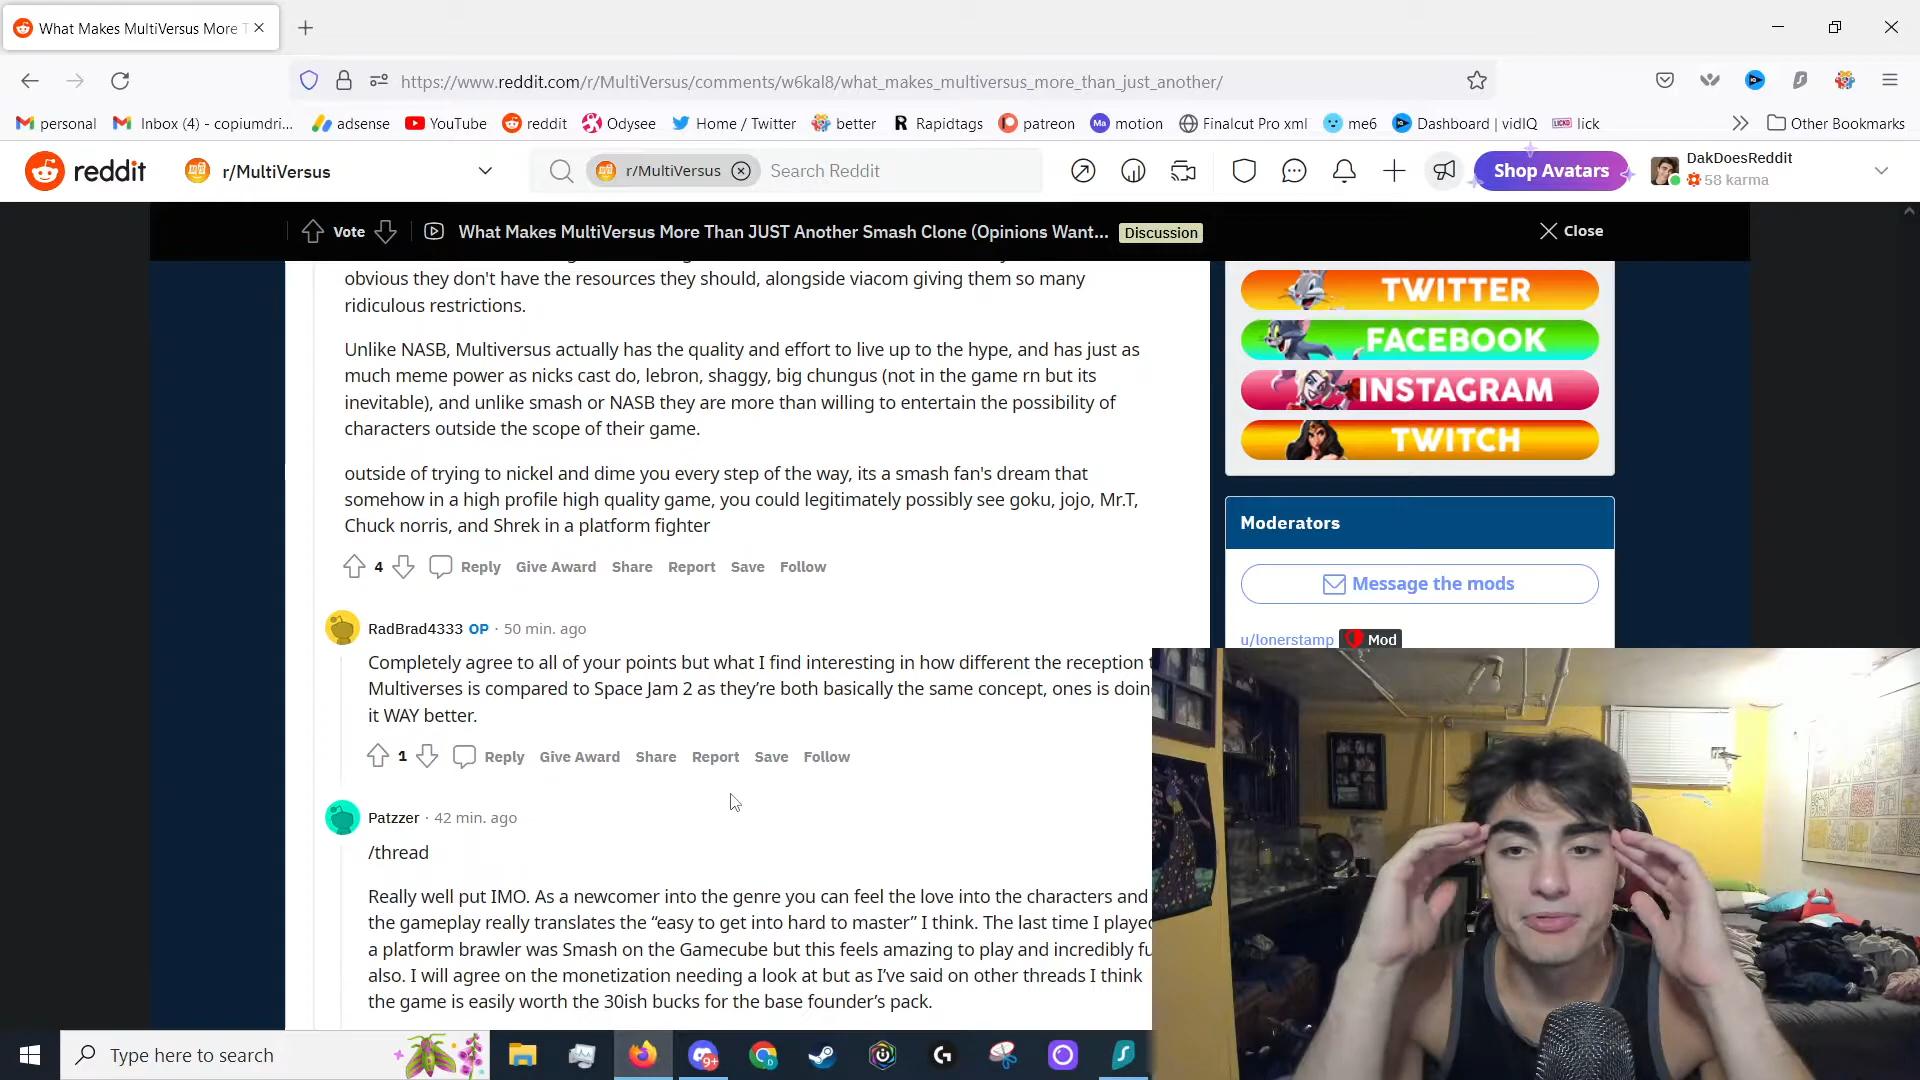 What Makes MultiVersus More T
https://www.reddit.com/r/MultiVersus/comments/w6kal8/what_makes_multiversus_more_than_just_another/
personal
Inbox (4) - copiumdri...
adsense
YouTube
reddit
Odysee
Home / Twitter
better
Rapidtags
patreon
Ma motion
Finalcut Pro xml
me6
Dashboard | vidIQ
lick
Other Bookmarks
reddit
r/MultiVersus
r/MultiVersus
Search Reddit
Shop Avatars
DakDoesReddit
58 karma
Vote
What Makes MultiVersus More Than JUST Another Smash Clone (Opinions Want...
Discussion
Close
obvious they don't have the resources they should, alongside viacom giving them so many
ridiculous restrictions.
Unlike NASB, Multiversus actually has the quality and effort to live up to the hype, and has just as
much meme power as nicks cast do, lebron, shaggy, big chungus (not in the game rn but its
inevitable), and unlike smash or NASB they are more than willing to entertain the possibility of
characters outside the scope of their game.
outside of trying to nickel and dime you every step of the way, its a smash fan's dream that
somehow in a high profile high quality game, you could legitimately possibly see goku, jojo, Mr.T,
Chuck norris, and Shrek in a platform fighter
4 Reply Give Award Share Report Save Follow
RadBrad4333 OP · 50 min. ago
Completely agree to all of your points but what I find interesting in how different the reception
Multiverses is compared to Space Jam 2 as they're both basically the same concept, ones is doin
it WAY better.
1 Reply Give Award Share Report Save Follow
Patzzer · 42 min. ago
/thread
Really well put IMO. As a newcomer into the genre you can feel the love into the characters and
the gameplay really translates the “easy to get into hard to master” I think. The last time I playe
a platform brawler was Smash on the Gamecube but this feels amazing to play and incredibly fu
also. I will agree on the monetization needing a look at but as I've said on other threads I think
the game is easily worth the 30ish bucks for the base founder's pack.
TWITTER
FACEBOOK
INSTAGRAM
TWITCH
Moderators
Message the mods
u/lonerstamp Mod
Type here to search
9+